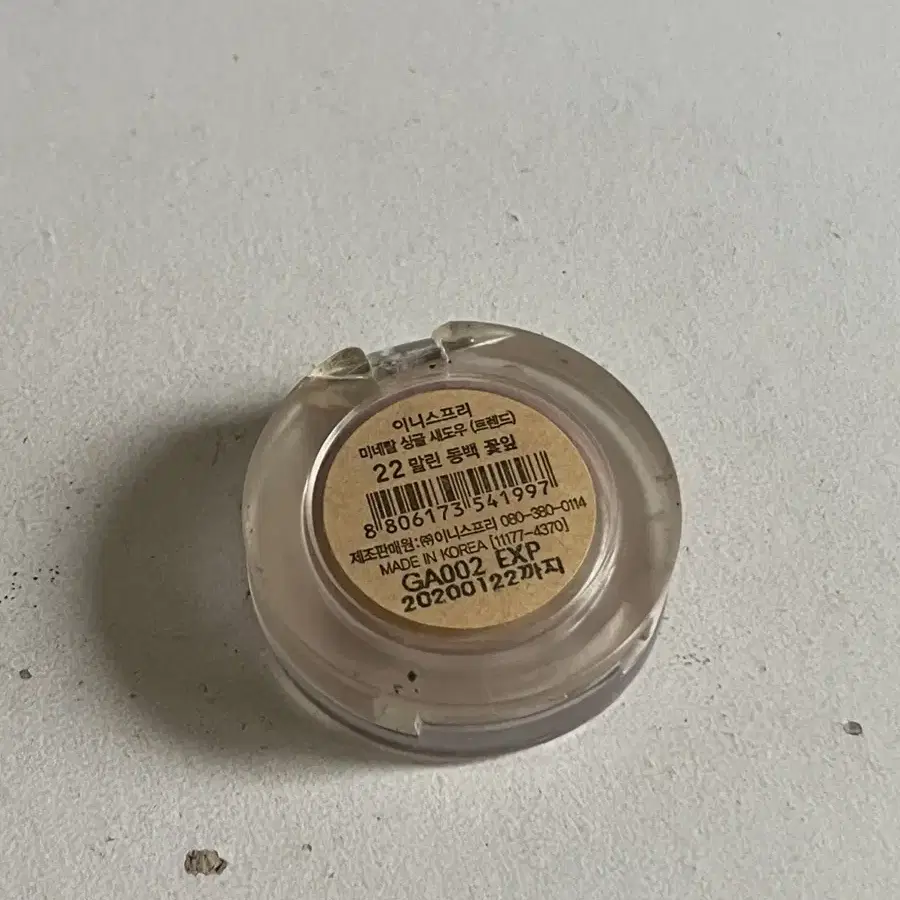 이니스프리
미네랄 싱글 섀도우 (트렌드)
22 말린 동백 꽃잎
8 806173 541997
제조판매원:㈜이니스프리 080-380-0114
MADE IN KOREA [11177-4370]
GA002 EXP
20200122까지